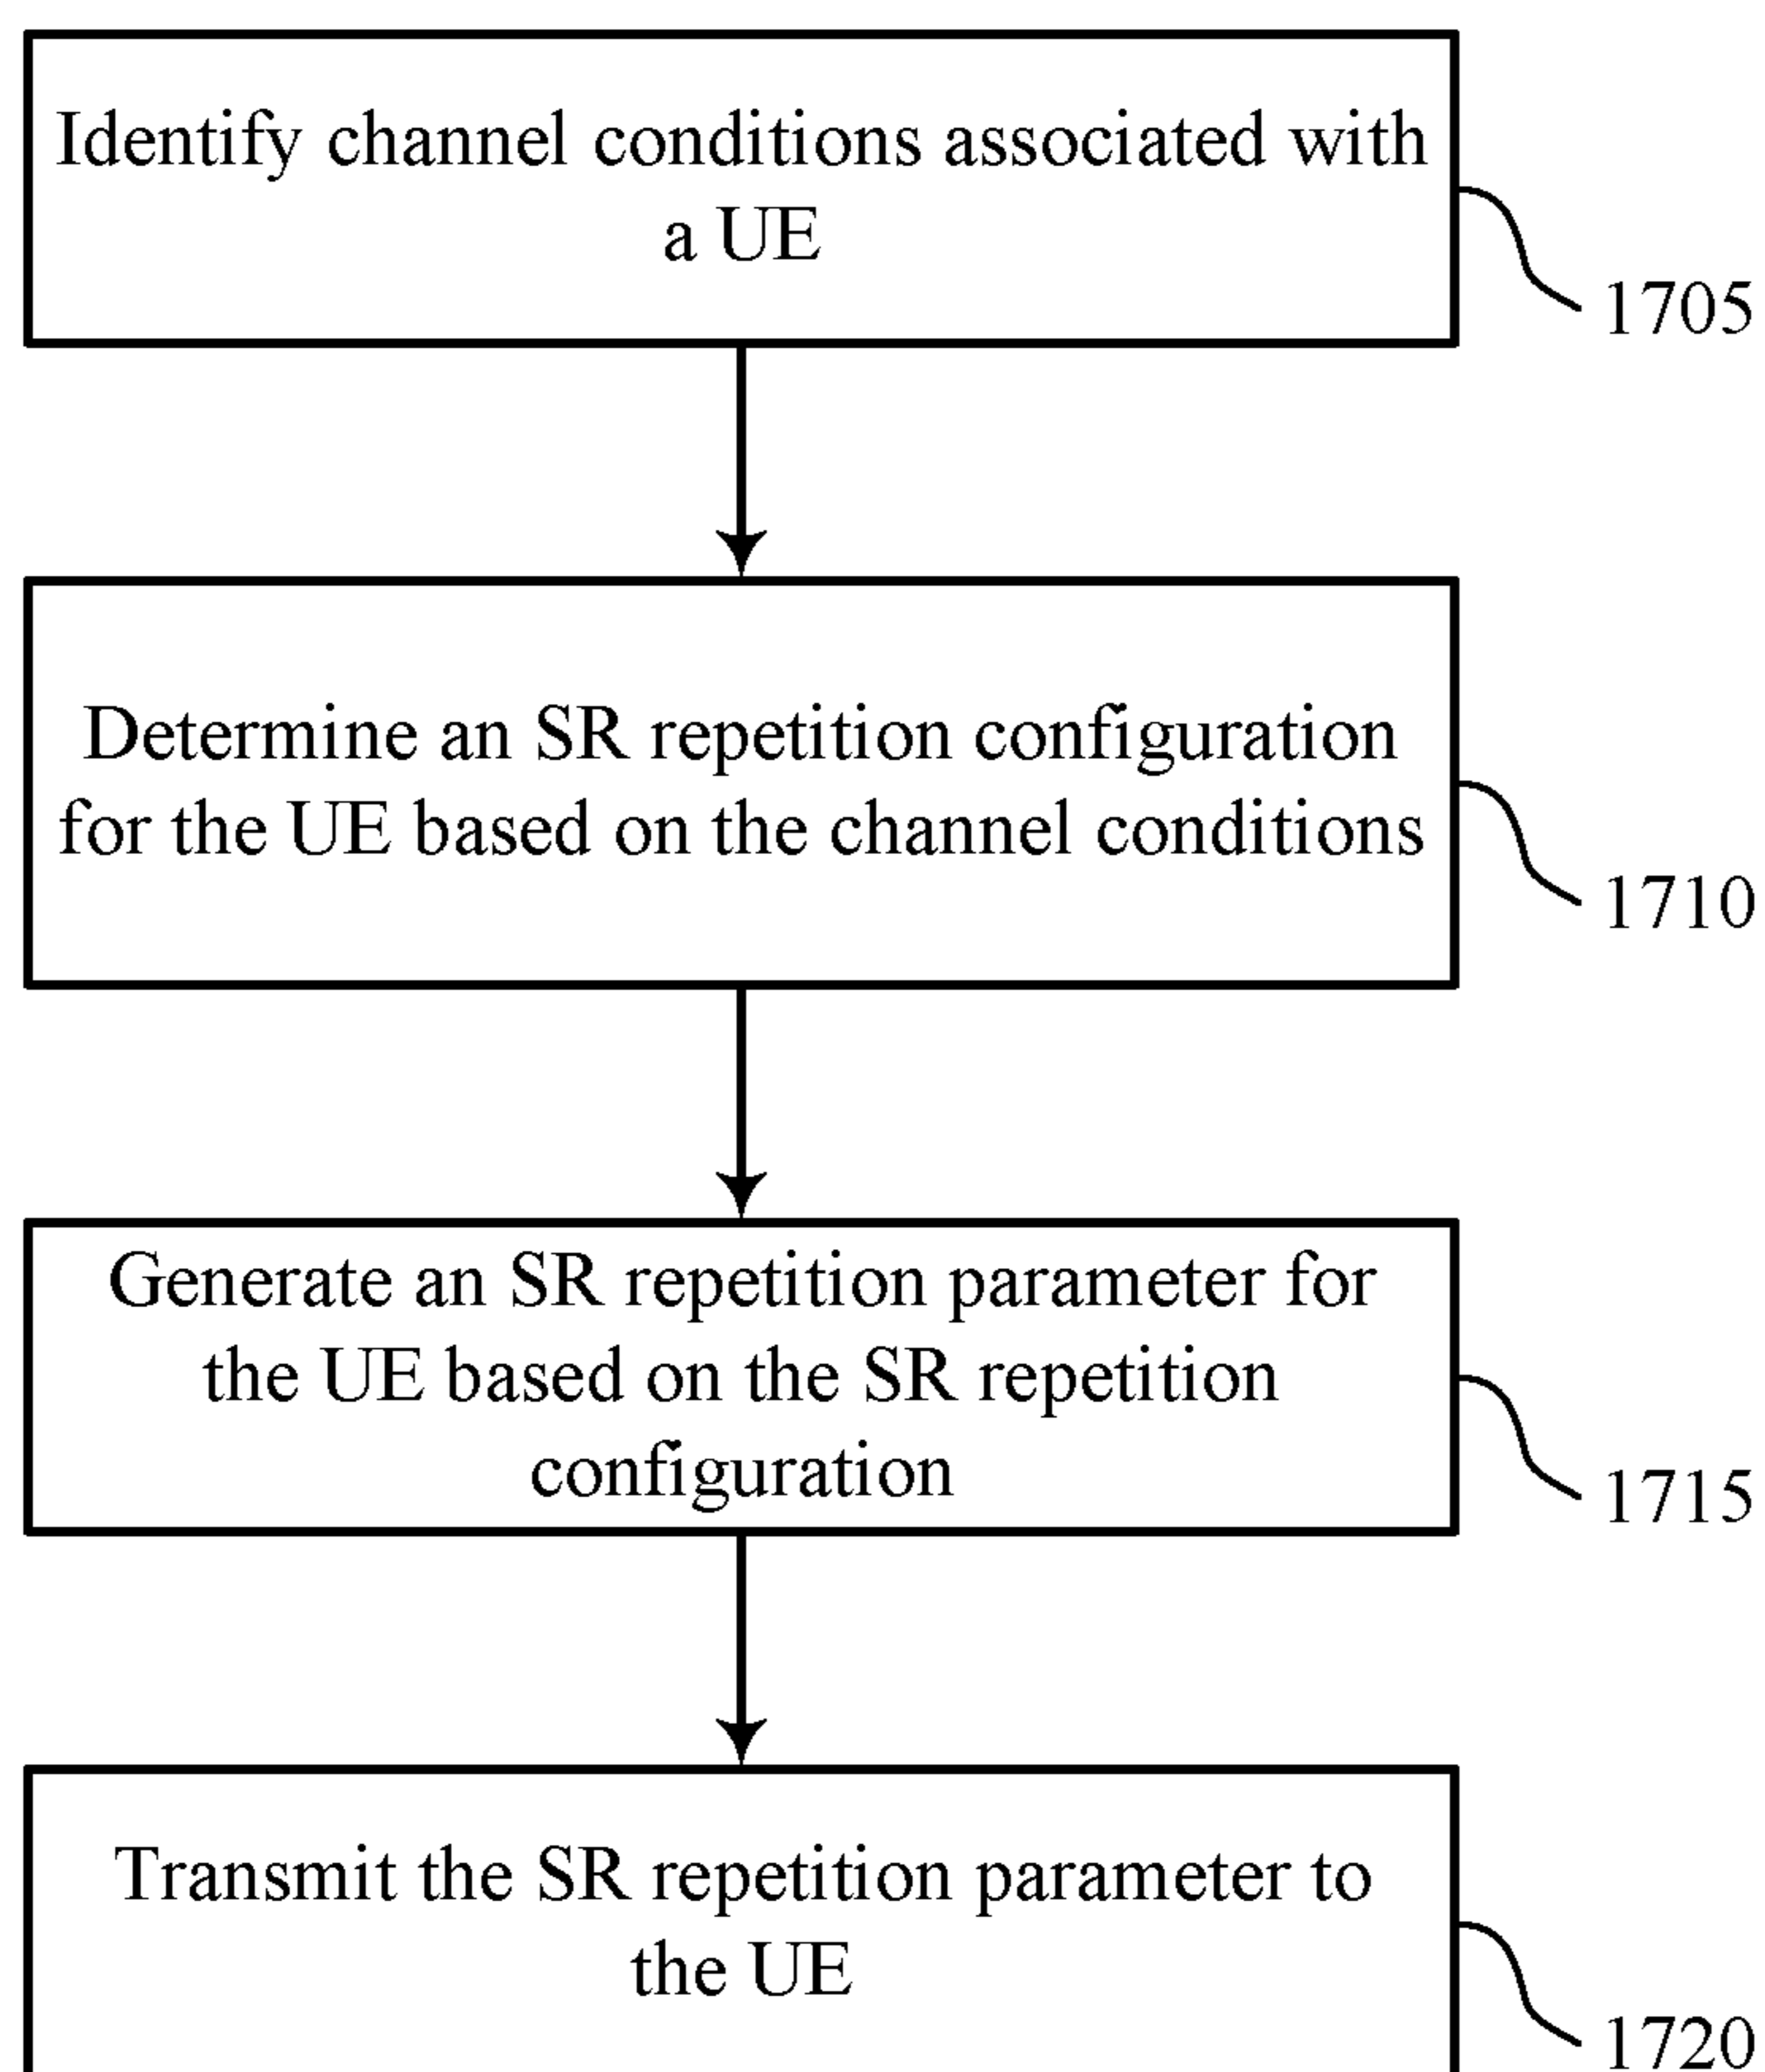 Identify channel conditions associated with
a UE
1705
Determine an SR repetition configuration
for the UE based on the channel conditions
1710
Generate an SR repetition parameter for
the UE based on the SR repetition
configuration
1715
Transmit the SR repetition parameter to
the UE
1720